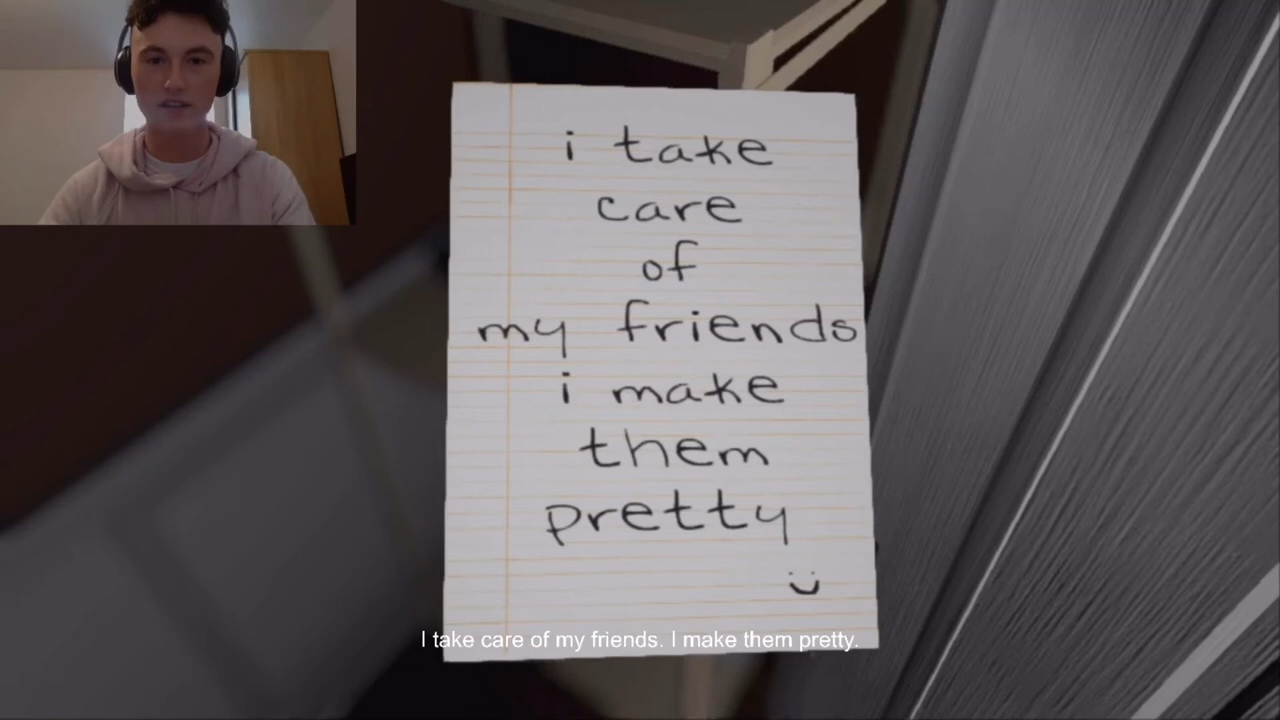 i take
care
of
my friends
i make
them
pretty
I take care of my friends. I make them pretty.